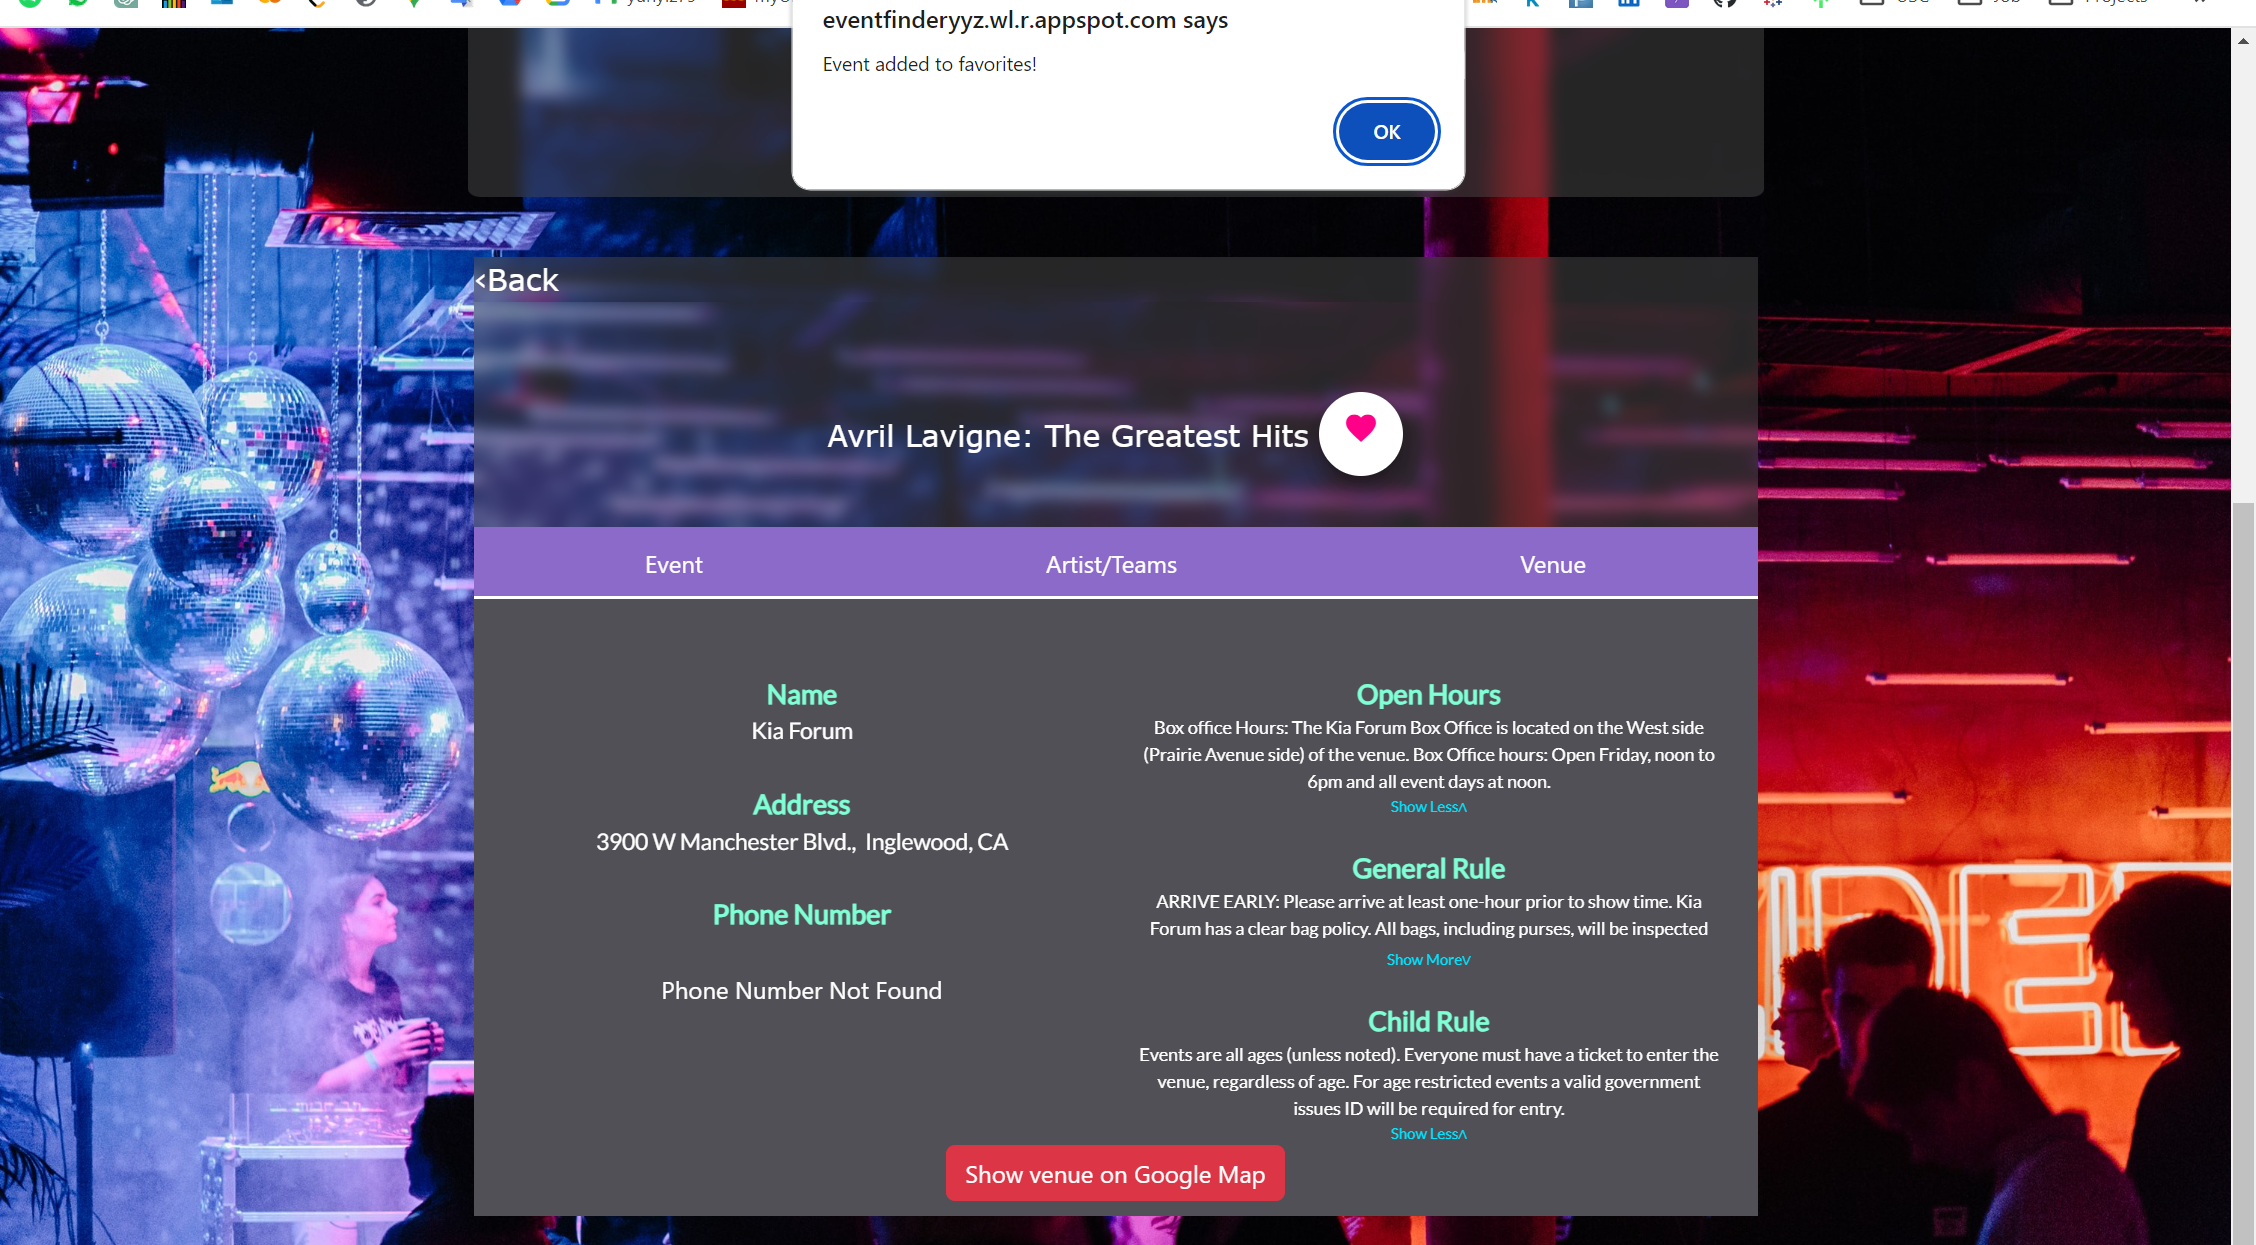 eventfinderyyz.wl.r.appspot.com says
Event added to favorites!
OK
<Back
Avril Lavigne: The Greatest Hits
Event
Artist/Teams
Venue
Name
Kia Forum
Address
3900 W Manchester Blvd., Inglewood, CA
Phone Number
Phone Number Not Found
Open Hours
Box office Hours: The Kia Forum Box Office is located on the West side
(Prairie Avenue side) of the venue. Box Office hours: Open Friday, noon to
6pm and all event days at noon.
Show Less˄
General Rule
ARRIVE EARLY: Please arrive at least one-hour prior to show time. Kia
Forum has a clear bag policy. All bags, including purses, will be inspected
Show More˅
Child Rule
Events are all ages (unless noted). Everyone must have a ticket to enter the
venue, regardless of age. For age restricted events a valid government
issues ID will be required for entry.
Show Less˄
Show venue on Google Map